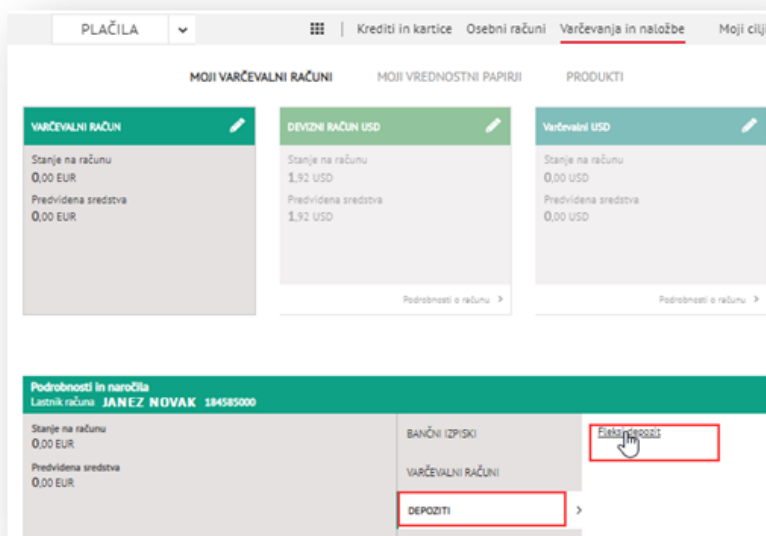 PLAČILA
Krediti in kartice Osebni računi Varčevanja in naložbe Moji cilji
MOJI VARČEVALNI RAČUNI MOJI VREDNOSTNI PAPIRJI PRODUKTI
VARČEVALNI RAČUN
Stanje na računu
0,00 EUR
Predvidena sredstva
0,00 EUR
DEVIZNI RAČUN USD
Stanje na računu
1,92 USD
Predvidena sredstva
1,92 USD
Podrobnosti o računu >
Varčevalni USD
Stanje na računu
0,00 USD
Predvidena sredstva
0,00 USD
Podrobnosti o računu >
Podrobnosti in naročila
Lastnik računa JANEZ NOVAK 184585000
Stanje na računu
0,00 EUR
Predvidena sredstva
0,00 EUR
BANČNI IZPISKI
VARČEVALNI RAČUNI
DEPOZITI >
Fleksi depozit